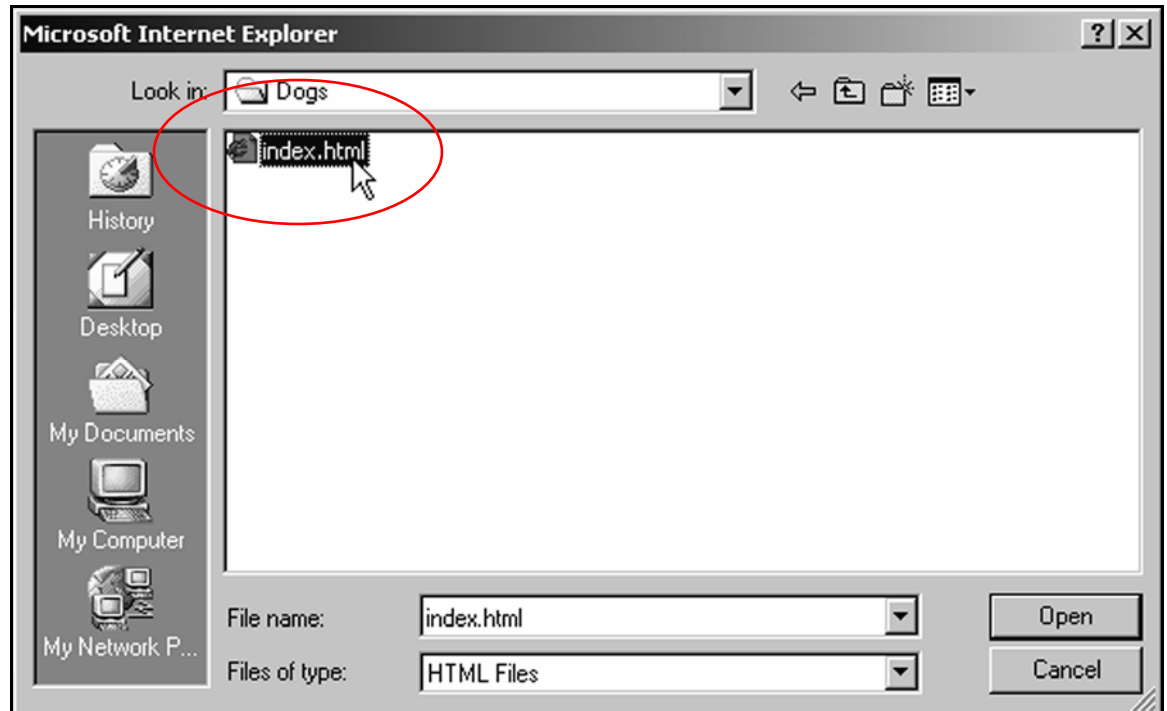 Microsoft Internet Explorer
Look in: Dogs
index.html
History
Desktop
My Documents
My Computer
My Network P...
File name: index.html Open
Files of type: HTML Files Cancel